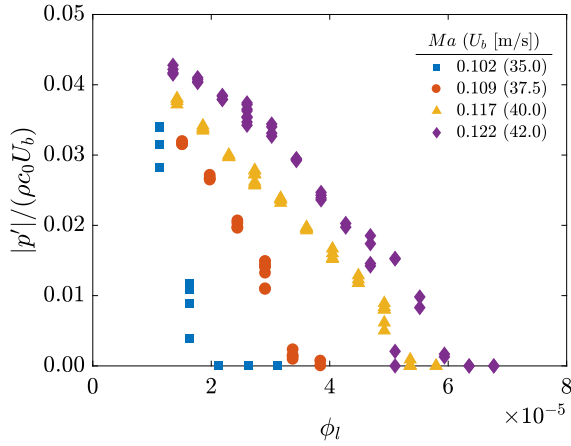 0.05
0.04
0.03
0.02
0.01
0.00
|p′|/(ρc₀U_b)
Ma (U_b [m/s])
0.102 (35.0)
0.109 (37.5)
0.117 (40.0)
0.122 (42.0)
0 2 4 6 8
×10⁻⁵
ϕ_l